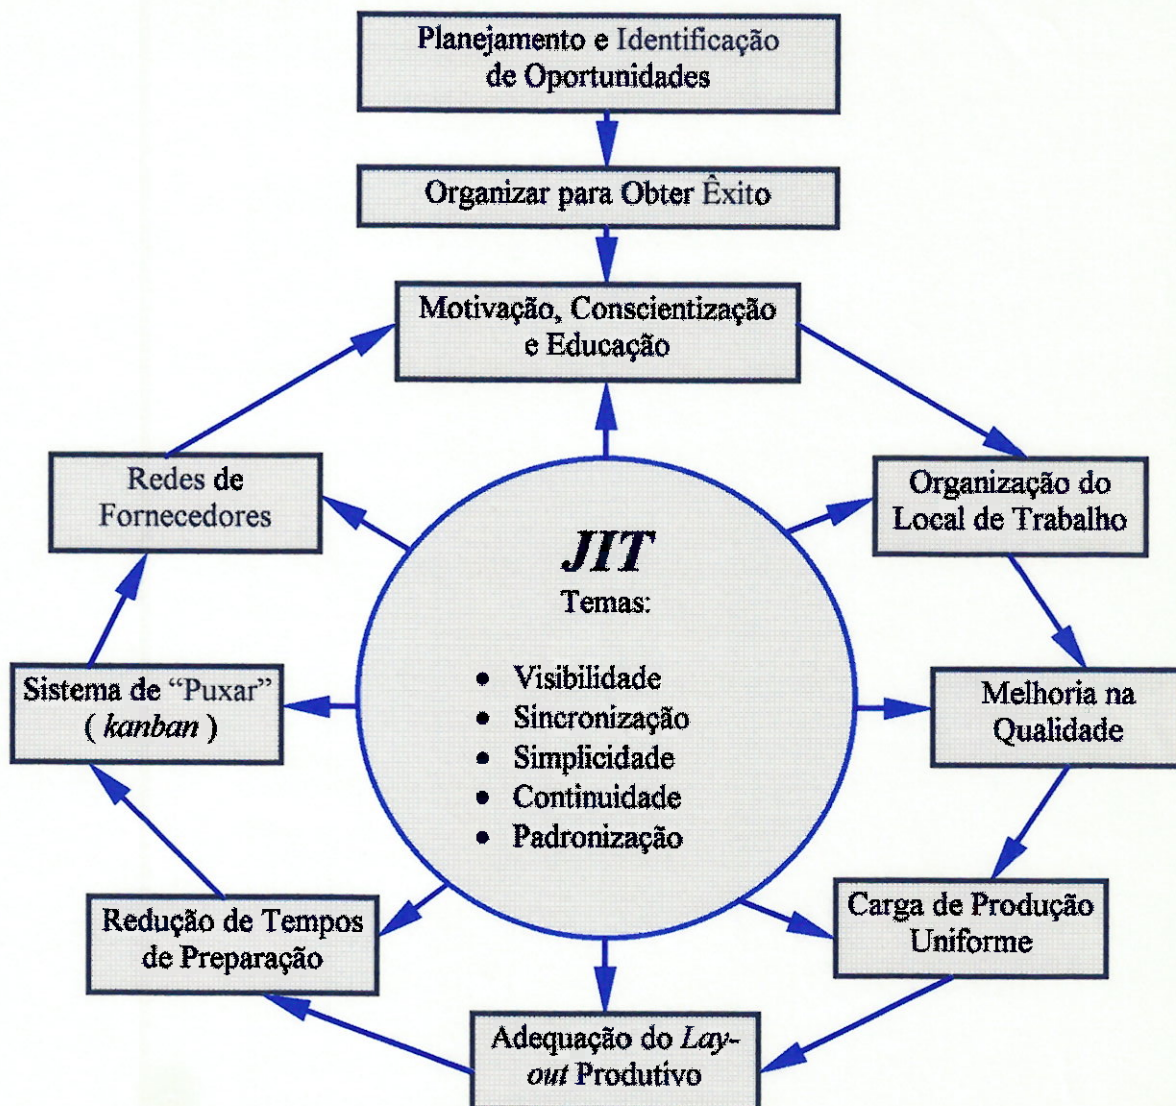 Planejamento e Identificação
de Oportunidades
Organizar para Obter Êxito
Motivação, Conscientização
e Educação
Redes de
Fornecedores
Organização do
Local de Trabalho
JIT
Temas:
Sistema de “Puxar”
( kanban )
• Visibilidade
• Sincronização
• Simplicidade
• Continuidade
• Padronização
Melhoria na
Qualidade
Redução de Tempos
de Preparação
Carga de Produção
Uniforme
Adequação do Lay-
out Produtivo